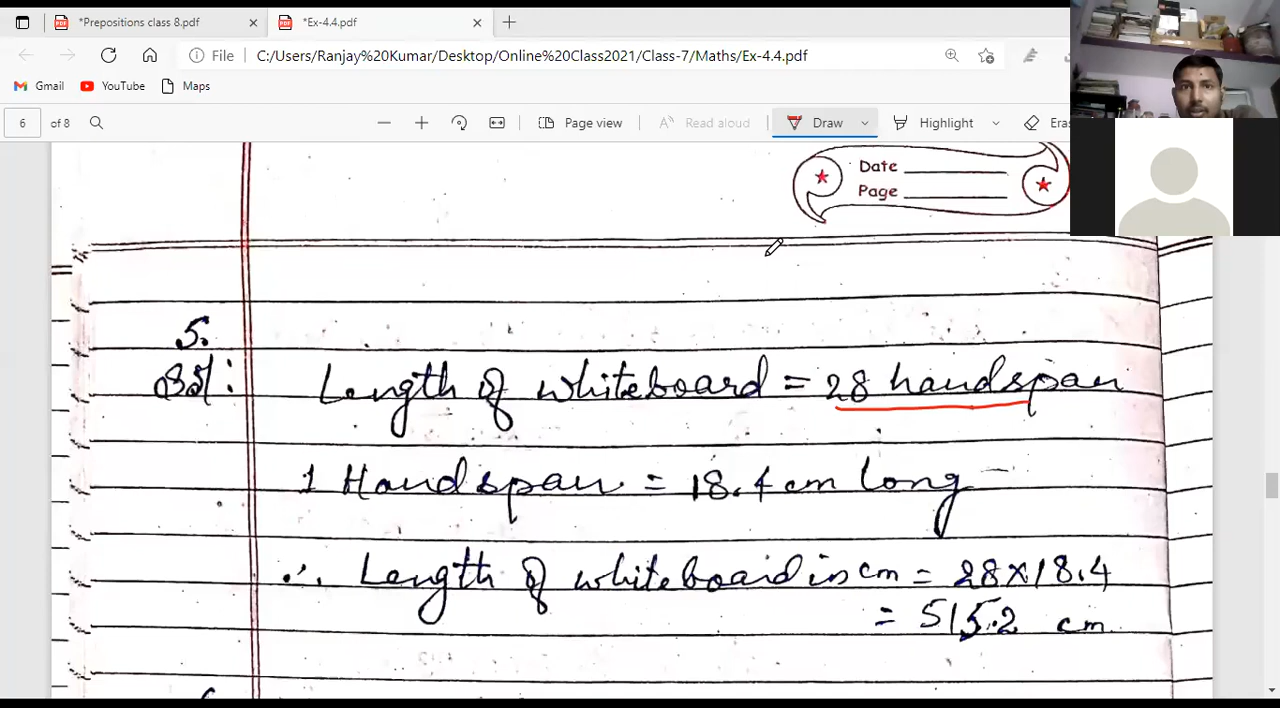 *Prepositions class 8.pdf
*Ex-4.4.pdf
File
C:/Users/Ranjay%20Kumar/Desktop/Online%20Class2021/Class-7/Maths/Ex-4.4.pdf
Gmail
YouTube
Maps
6
of 8
Page view
Read aloud
Draw
Highlight
Eras
Date
Page
5.
Sol: Length of whiteboard = 28 handspan
1 Handspan = 18.4 cm long
∴ Length of whiteboard in cm = 28×18.4
= 515.2 cm